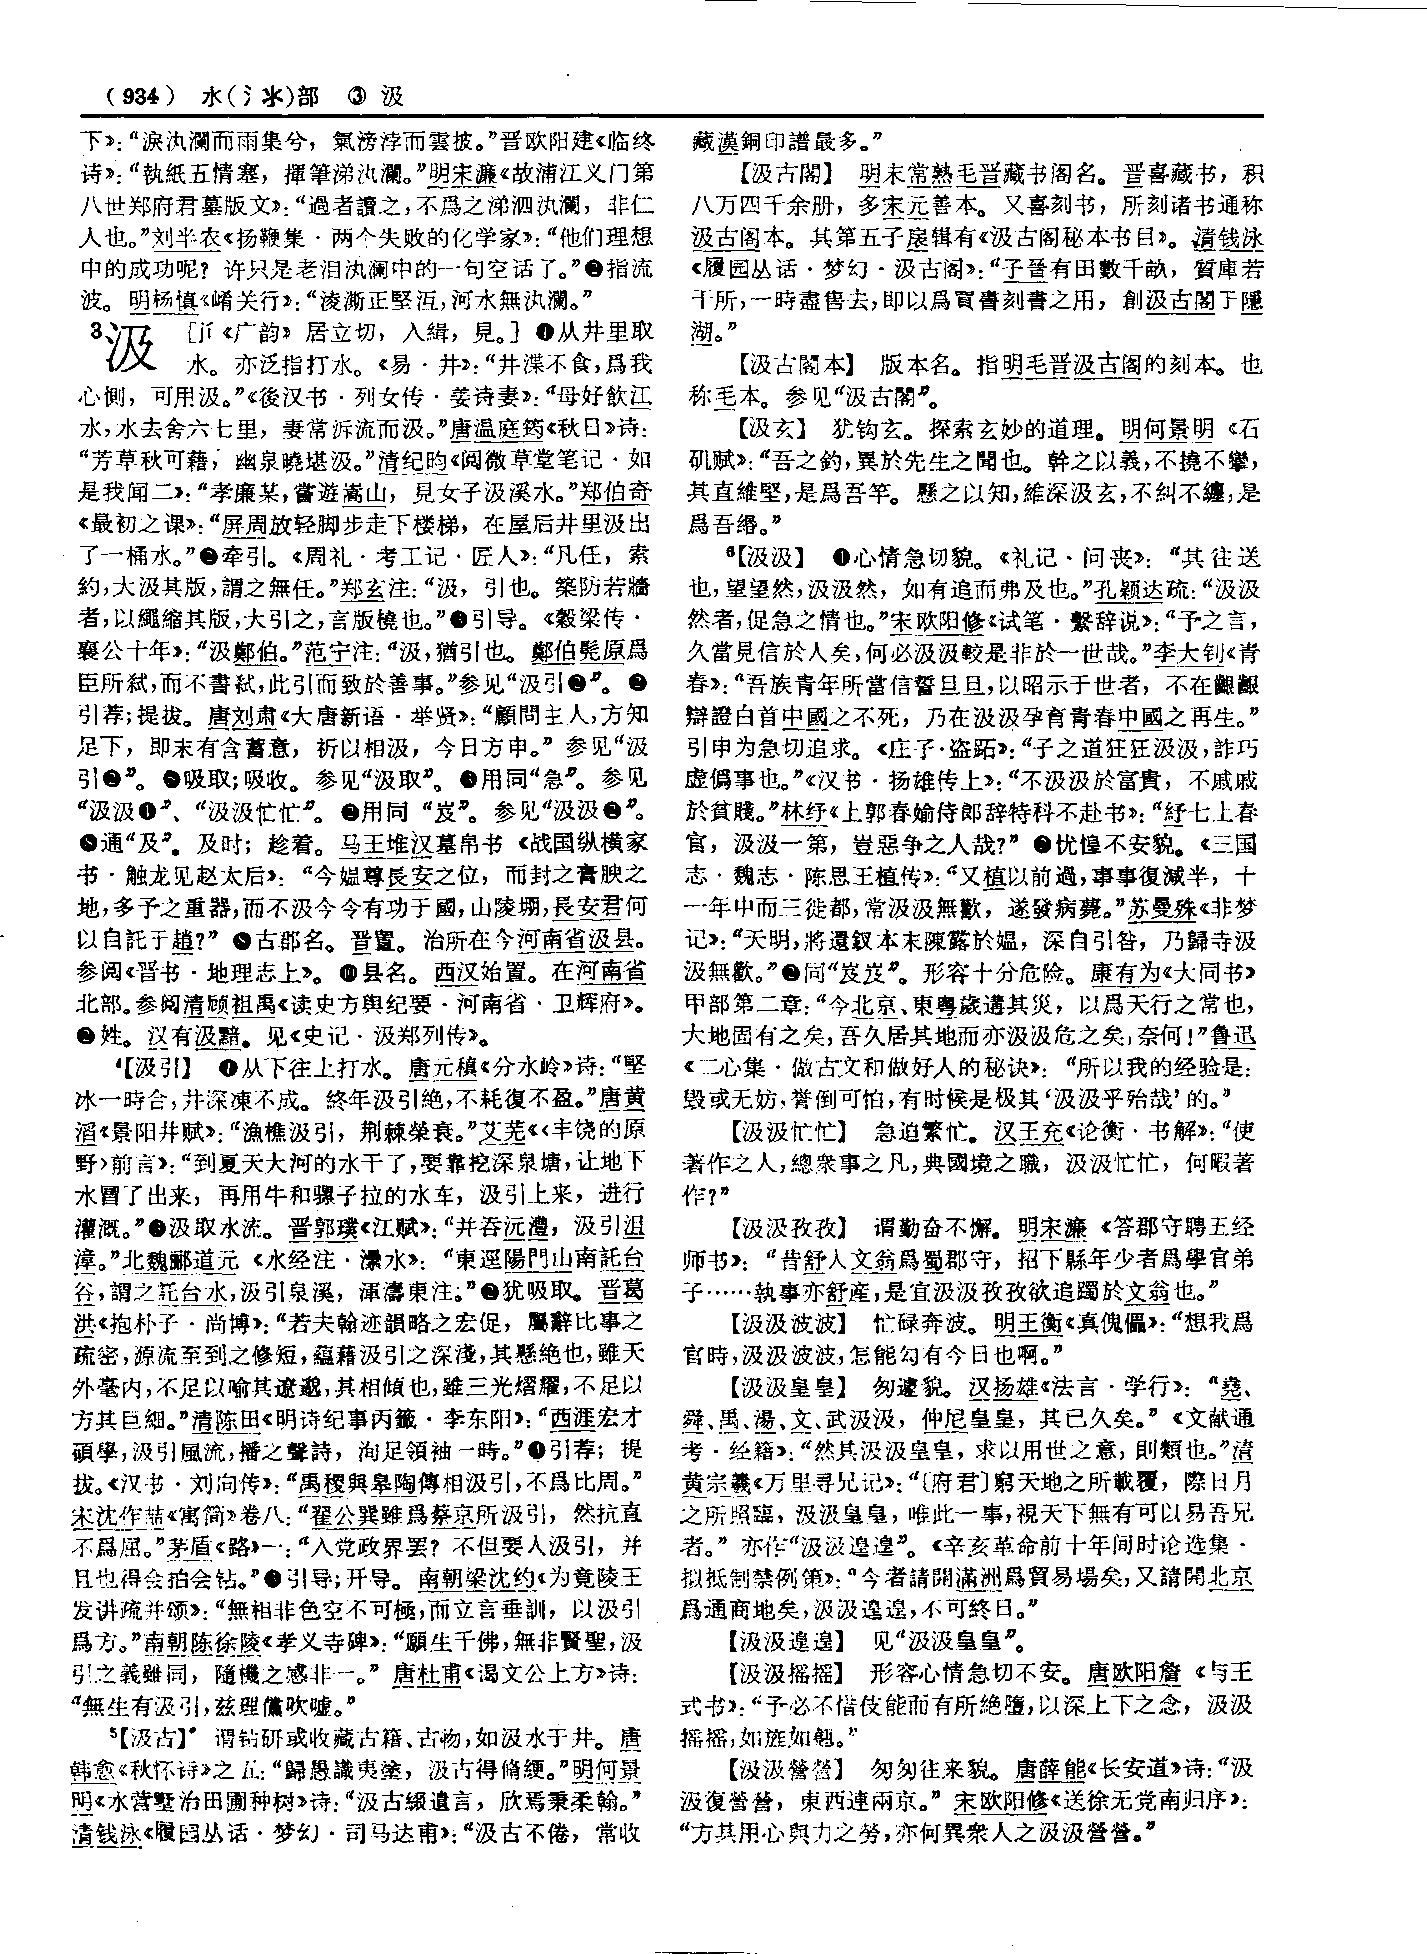 （934） 水(氵氺)部 ③ 汲
下》：“淚汍瀾而雨集兮，氣滂浡而雲披。”晋欧阳建《临终
诗》：“執紙五情塞，揮筆涕汍瀾。”明宋濂《故浦江义门第
八世郑府君墓版文》：“過者讀之，不爲之涕泗汍瀾，非仁
人也。”刘半农《扬鞭集·两个失败的化学家》：“他们理想
中的成功呢？许只是老泪汍澜中的一句空话了。”❷指流
波。明杨慎《崤关行》：“淩澌正堅冱，河水無汍瀾。”
3汲 ［jí《广韵》居立切，入緝，見。］❶从井里取
水。亦泛指打水。《易·井》：“井渫不食，爲我
心惻，可用汲。”《後汉书·列女传·姜诗妻》：“母好飲江
水，水去舍六七里，妻常泝流而汲。”唐温庭筠《秋日》诗：
“芳草秋可藉，幽泉曉堪汲。”清纪昀《阅微草堂笔记·如
是我闻二》：“孝廉某，嘗遊嵩山，見女子汲溪水。”郑伯奇
《最初之课》：“屏周放轻脚步走下楼梯，在屋后井里汲出
了一桶水。”❷牵引。《周礼·考工记·匠人》：“凡任，索
約，大汲其版，謂之無任。”郑玄注：“汲，引也。築防若牆
者，以繩縮其版，大引之，言版橈也。”❸引导。《穀梁传·
襄公十年》：“汲鄭伯。”范宁注：“汲，猶引也。鄭伯髡原爲
臣所弑，而不書弑，此引而致於善事。”参见“汲引❺”。❹
引荐；提拔。唐刘肃《大唐新语·举贤》：“顧問主人，方知
足下，即末有含蓄意，祈以相汲，今日方申。”参见“汲
引❹”。❺吸取；吸收。参见“汲取”。❻用同“急”。参见
“汲汲❶”、“汲汲忙忙”。❼用同“岌”。参见“汲汲❸”。
❽通“及”。及时；趁着。马王堆汉墓帛书《战国纵横家
书·触龙见赵太后》：“今媪尊長安之位，而封之膏腴之
地，多予之重器，而不汲今令有功于國，山陵堋，長安君何
以自託于趙？”❾古郡名。晋置。治所在今河南省汲县。
参阅《晋书·地理志上》。❿县名。西汉始置。在河南省
北部。参阅清顾祖禹《读史方舆纪要·河南省·卫辉府》。
⓫姓。汉有汲黯。见《史记·汲郑列传》。
4【汲引】 ❶从下往上打水。唐元稹《分水岭》诗：“堅
冰一時合，井深凍不成。終年汲引絶，不耗復不盈。”唐黄
滔《景阳井赋》：“漁樵汲引，荆棘榮衰。”艾芜《〈丰饶的原
野〉前言》：“到夏天大河的水干了，要靠挖深泉塘，让地下
水冒了出来，再用牛和骡子拉的水车，汲引上来，进行
灌溉。”❷汲取水流。晋郭璞《江赋》：“并吞沅澧，汲引沮
漳。”北魏郦道元《水经注·㶟水》：“東逕陽門山南託台
谷，謂之託台水，汲引泉溪，渾濤東注。”❸犹吸取。晋葛
洪《抱朴子·尚博》：“若夫翰迹韻略之宏促，屬辭比事之
疏密，源流至到之修短，藴藉汲引之深淺，其懸絶也，雖天
外毫内，不足以喻其遼邈，其相傾也，雖三光熠耀，不足以
方其巨細。”清陈田《明诗纪事丙籤·李东阳》：“西涯宏才
碩學，汲引風流，播之聲詩，洵足領袖一時。”❹引荐；提
拔。《汉书·刘向传》：“禹稷與皋陶傳相汲引，不爲比周。”
宋沈作喆《寓简》卷八：“翟公巽雖爲蔡京所汲引，然抗直
不爲屈。”茅盾《路》一：“入党政界罢？不但要人汲引，并
且也得会拍会钻。”❺引导；开导。南朝梁沈约《为竟陵王
发讲疏并颂》：“無相非色空不可極，而立言垂訓，以汲引
爲方。”南朝陈徐陵《孝义寺碑》：“願生千佛，無非賢聖，汲
引之義雖同，隨機之感非一。”唐杜甫《谒文公上方》诗：
“無生有汲引，兹理儻吹噓。”
5【汲古】 谓钻研或收藏古籍、古物，如汲水于井。唐
韩愈《秋怀诗》之五：“歸愚識夷塗，汲古得脩綆。”明何景
明《水营墅治田圃种树》诗：“汲古緬遺言，欣焉秉柔翰。”
清钱泳《履园丛话·梦幻·司马达甫》：“汲古不倦，常收
藏漢銅印譜最多。”
【汲古閣】 明末常熟毛晋藏书阁名。晋喜藏书，积
八万四千余册，多宋元善本。又喜刻书，所刻诸书通称
汲古阁本。其第五子扆辑有《汲古阁秘本书目》。清钱泳
《履园丛话·梦幻·汲古阁》：“子晉有田數千畝，質庫若
干所，一時盡售去，即以爲買書刻書之用，創汲古閣于隱
湖。”
【汲古閣本】 版本名。指明毛晋汲古阁的刻本。也
称毛本。参见“汲古閣”。
【汲玄】 犹钩玄。探索玄妙的道理。明何景明《石
矶赋》：“吾之釣，異於先生之聞也。幹之以義，不撓不攣，
其直維堅，是爲吾竿。懸之以知，維深汲玄，不糾不纏，是
爲吾緡。”
6【汲汲】 ❶心情急切貌。《礼记·问丧》：“其往送
也，望望然，汲汲然，如有追而弗及也。”孔颖达疏：“汲汲
然者，促急之情也。”宋欧阳修《试笔·繫辞说》：“予之言，
久當見信於人矣，何必汲汲較是非於一世哉。”李大钊《青
春》：“吾族青年所當信誓旦旦，以昭示于世者，不在齦齦
辯證白首中國之不死，乃在汲汲孕育青春中國之再生。”
引申为急切追求。《庄子·盗跖》：“子之道狂狂汲汲，詐巧
虚僞事也。”《汉书·扬雄传上》：“不汲汲於富貴，不戚戚
於貧賤。”林纾《上郭春榆侍郎辞特科不赴书》：“紓七上春
官，汲汲一第，豈惡争之人哉？”❷忧惶不安貌。《三国
志·魏志·陈思王植传》：“又植以前過，事事復減半，十
一年中而三徙都，常汲汲無歡，遂發病薨。”苏曼殊《非梦
记》：“天明，將還釵本末陳露於媪，深自引咎，乃歸寺汲
汲無歡。”❸同“岌岌”。形容十分危险。康有为《大同书》
甲部第二章：“今北京、東粤歲遘其災，以爲天行之常也，
大地固有之矣，吾久居其地而亦汲汲危之矣，奈何！”鲁迅
《二心集·做古文和做好人的秘诀》：“所以我的经验是：
毁或无妨，誉倒可怕，有时候是极其‘汲汲乎殆哉’的。”
【汲汲忙忙】 急迫繁忙。汉王充《论衡·书解》：“使
著作之人，總衆事之凡，典國境之職，汲汲忙忙，何暇著
作？”
【汲汲孜孜】 谓勤奋不懈。明宋濂《答郡守聘五经
师书》：“昔舒人文翁爲蜀郡守，招下縣年少者爲學官弟
子……執事亦舒産，是宜汲汲孜孜欲追躅於文翁也。”
【汲汲波波】 忙碌奔波。明王衡《真傀儡》：“想我爲
官時，汲汲波波，怎能勾有今日也啊。”
【汲汲皇皇】 匆遽貌。汉扬雄《法言·学行》：“堯、
舜、禹、湯、文、武汲汲，仲尼皇皇，其已久矣。”《文献通
考·经籍》：“然其汲汲皇皇，求以用世之意，則類也。”清
黄宗羲《万里寻兄记》：“〔府君〕窮天地之所載覆，際日月
之所照臨，汲汲皇皇，唯此一事，視天下無有可以易吾兄
者。”亦作“汲汲遑遑”。《辛亥革命前十年间时论选集·
拟抵制禁例策》：“今者請開滿洲爲貿易場矣，又請開北京
爲通商地矣，汲汲遑遑，不可終日。”
【汲汲遑遑】 见“汲汲皇皇”。
【汲汲摇摇】 形容心情急切不安。唐欧阳詹《与王
式书》：“予必不偕伎能而有所絶墮，以深上下之念，汲汲
摇摇，如旌如翹。”
【汲汲營營】 匆匆往来貌。唐薛能《长安道》诗：“汲
汲復營營，東西連兩京。”宋欧阳修《送徐无党南归序》：
“方其用心與力之勞，亦何異衆人之汲汲營營。”